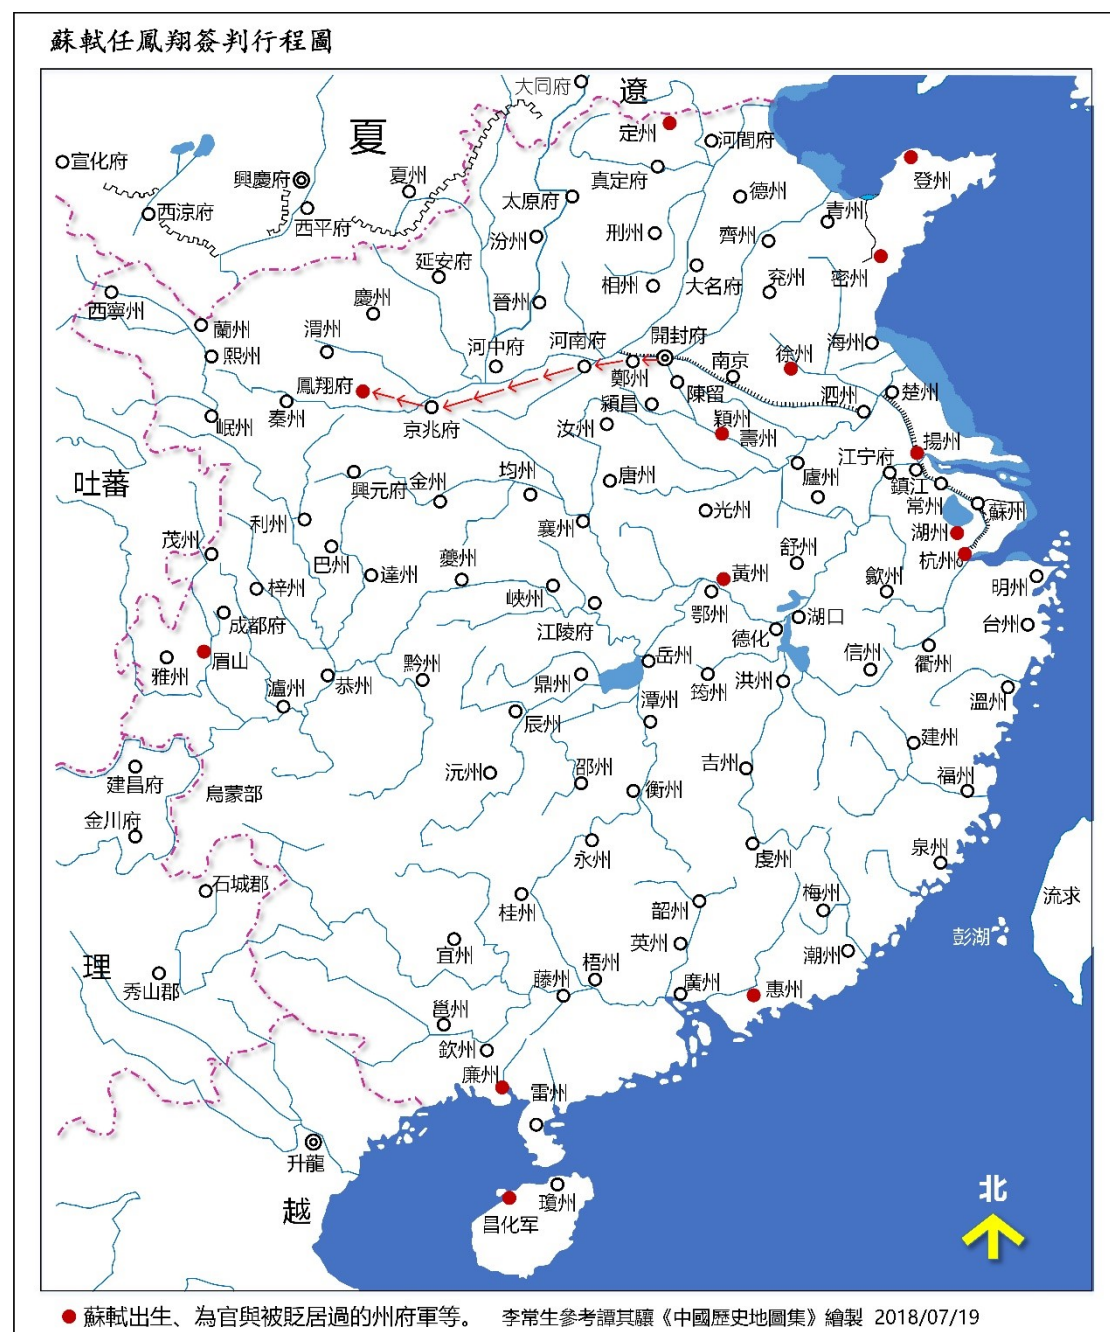 蘇軾任鳳翔簽判行程圖
大同府
遼
定州
河間府
夏
宣化府
興慶府
夏州
真定府
登州
西涼府
西平府
太原府
德州
青州
汾州
刑州
齊州
延安府
密州
相州
大名府
兗州
西寧州
慶州
晉州
蘭州
渭州
河中府
河南府
開封府
海州
熙州
鄭州
南京
徐州
鳳翔府
陳留
楚州
秦州
京兆府
潁昌
泗州
岷州
汝州
潁州
壽州
揚州
江宁府
吐蕃
興元府
金州
均州
唐州
廬州
鎮江
常州
蘇州
利州
光州
襄州
湖州
茂州
巴州
達州
夔州
舒州
杭州
黃州
歙州
梓州
峽州
明州
成都府
江陵府
鄂州
德化
湖口
台州
眉山
岳州
信州
衢州
雅州
恭州
黔州
鼎州
筠州
洪州
瀘州
潭州
溫州
辰州
建州
建昌府
沅州
邵州
吉州
烏蒙部
衡州
福州
金川府
永州
虔州
泉州
石城郡
桂州
韶州
梅州
流求
宜州
英州
潮州
彭湖
理
秀山郡
梧州
藤州
廣州
惠州
邕州
欽州
廉州
雷州
升龍
越
瓊州
昌化军
北
蘇軾出生、為官與被貶居過的州府軍等。 李常生參考譚其驤《中國歷史地圖集》繪製 2018/07/19